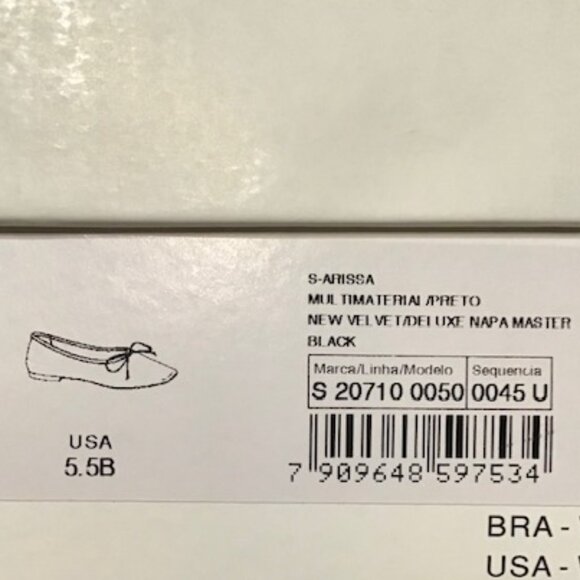 S-ARISSA
MULTIMATERIAL/PRETO
NEW VELVET/DELUXE NAPA MASTER
BLACK
Marca/Linha/Modelo Sequencia
S 20710 0050 0045 U
7 909648 597534
USA
5.5B
BRA -
USA -